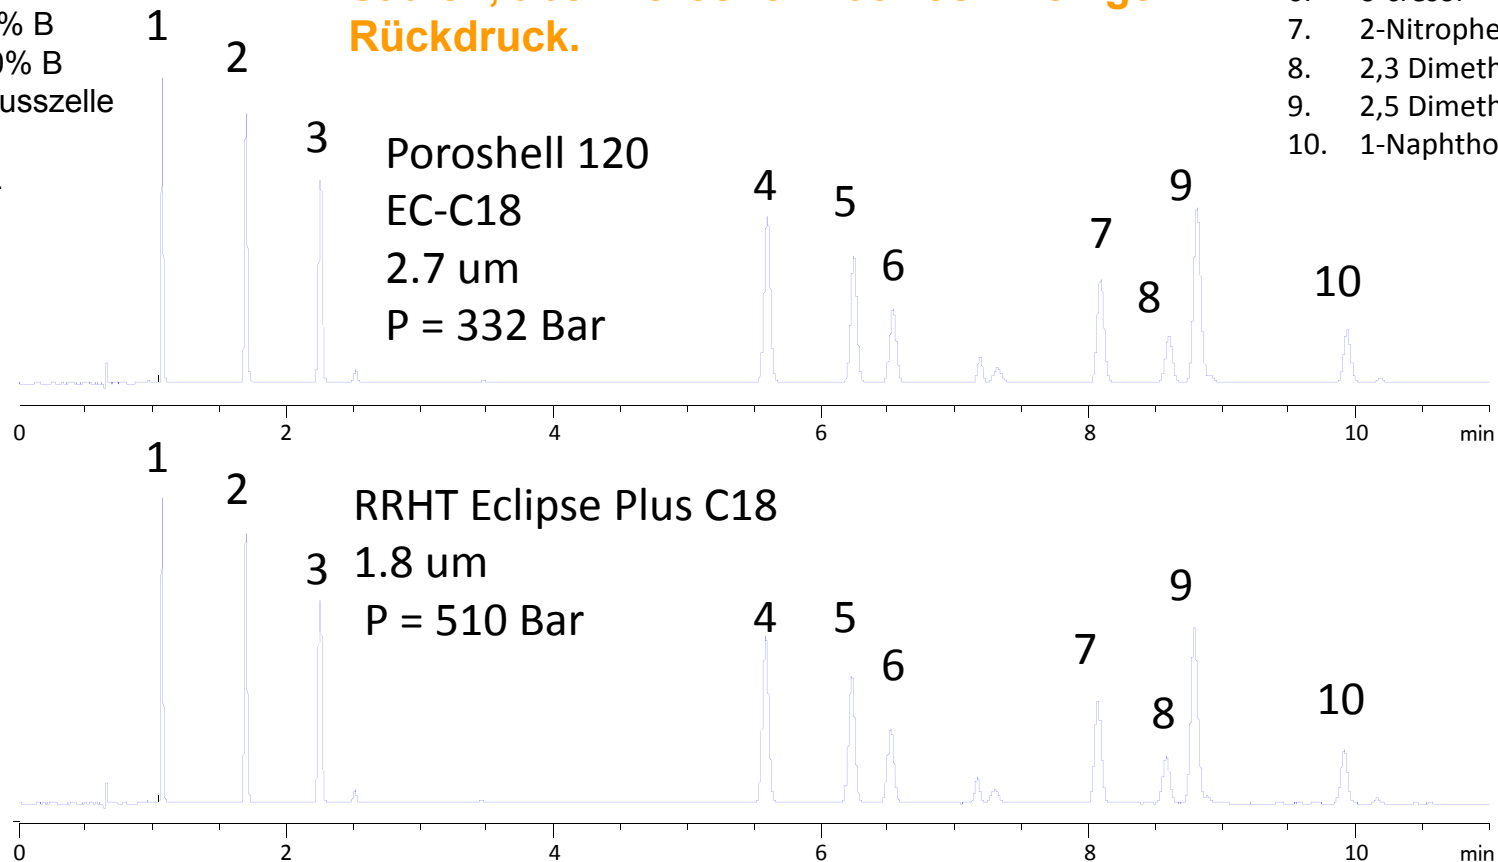 % B
% B
usszelle
Rückdruck.
7. 2-Nitrophe
8. 2,3 Dimeth
9. 2,5 Dimeth
10. 1-Naphtho
1
2
3
Poroshell 120
EC-C18
2.7 um
P = 332 Bar
4
5
6
7
8
9
10
0 2 4 6 8 10 min
1
2
3
RRHT Eclipse Plus C18
1.8 um
P = 510 Bar
4
5
6
7
8
9
10
0 2 4 6 8 10 min